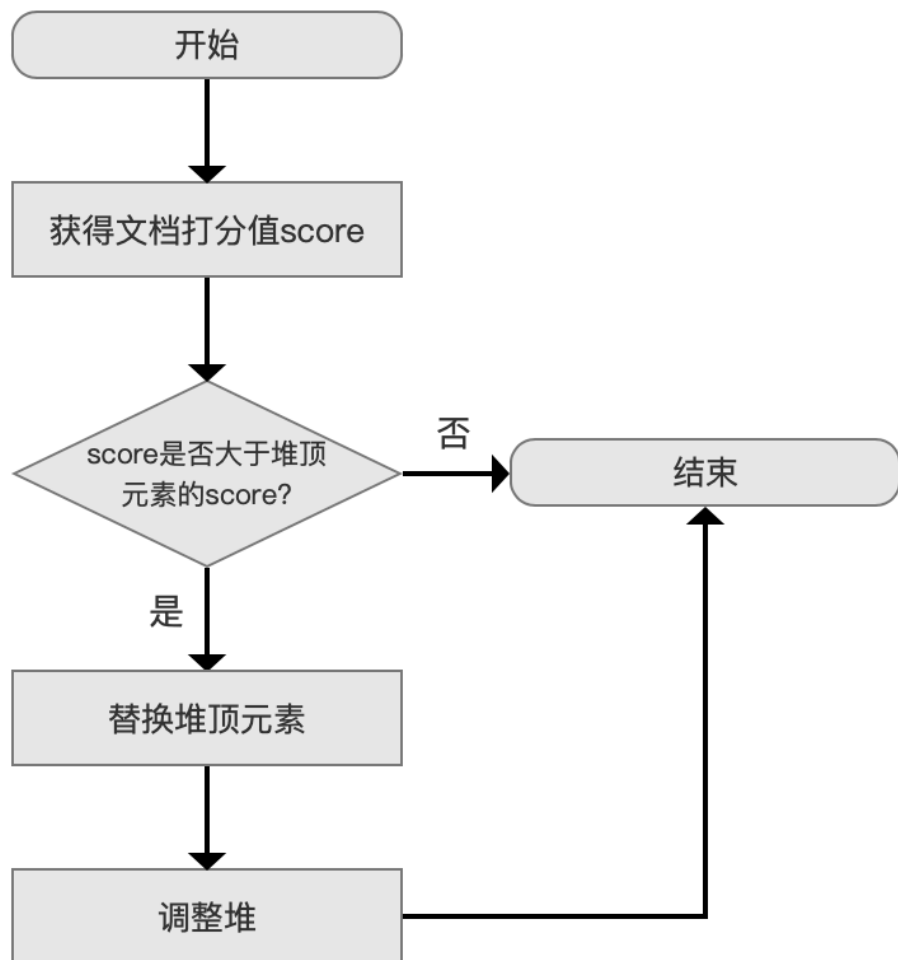 开始
获得文档打分值score
score是否大于堆顶
元素的score?
否
结束
是
替换堆顶元素
调整堆